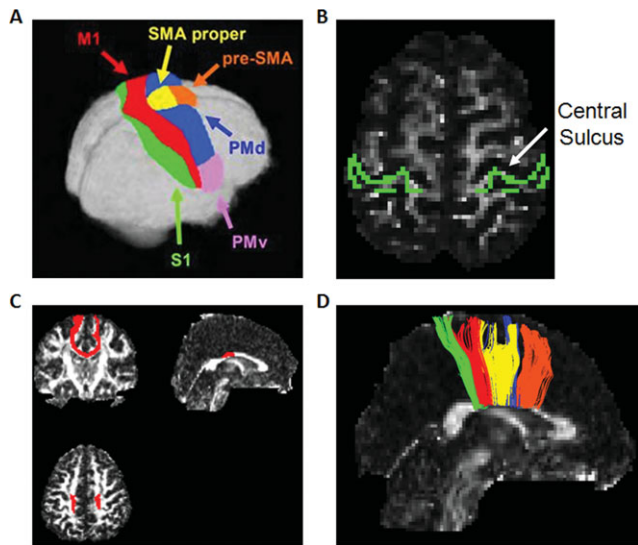 A
M1
SMA proper
pre-SMA
PMd
PMv
S1
B
Central
Sulcus
C
D